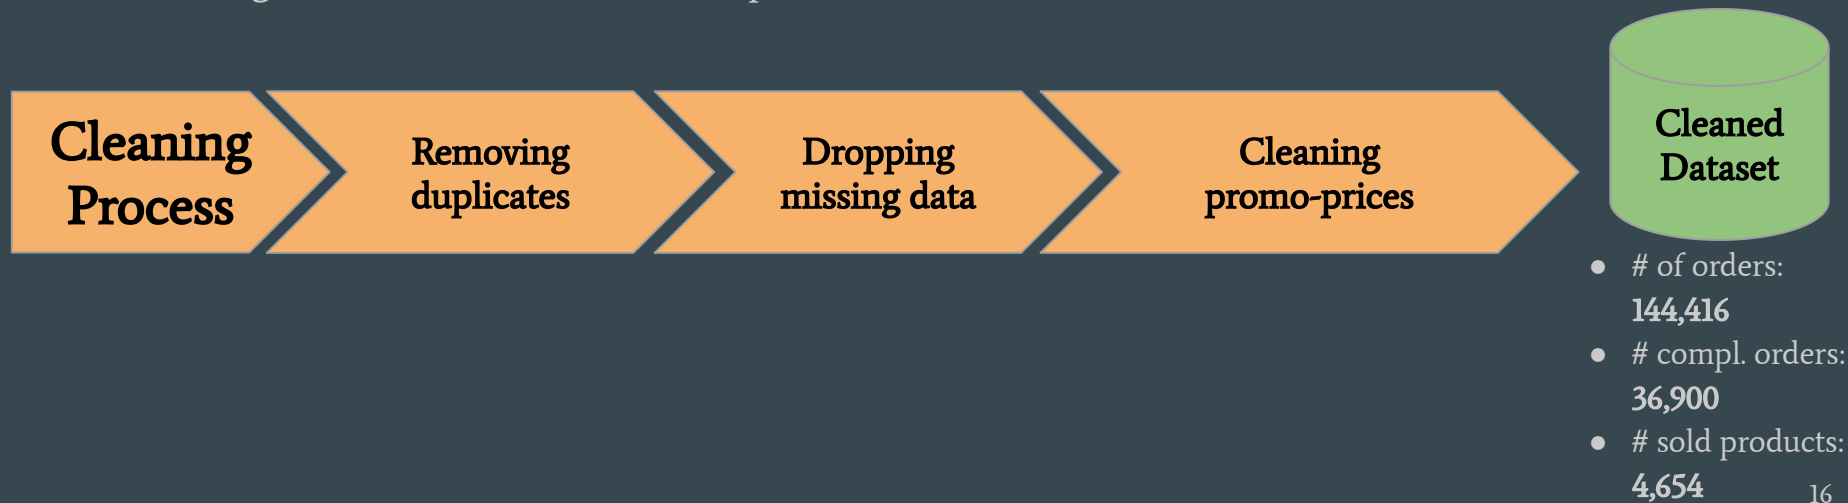 Cleaning
Process
Removing
duplicates
Dropping
missing data
Cleaning
promo-prices
Cleaned
Dataset
● # of orders:
144,416
● # compl. orders:
36,900
● # sold products:
4,654
16